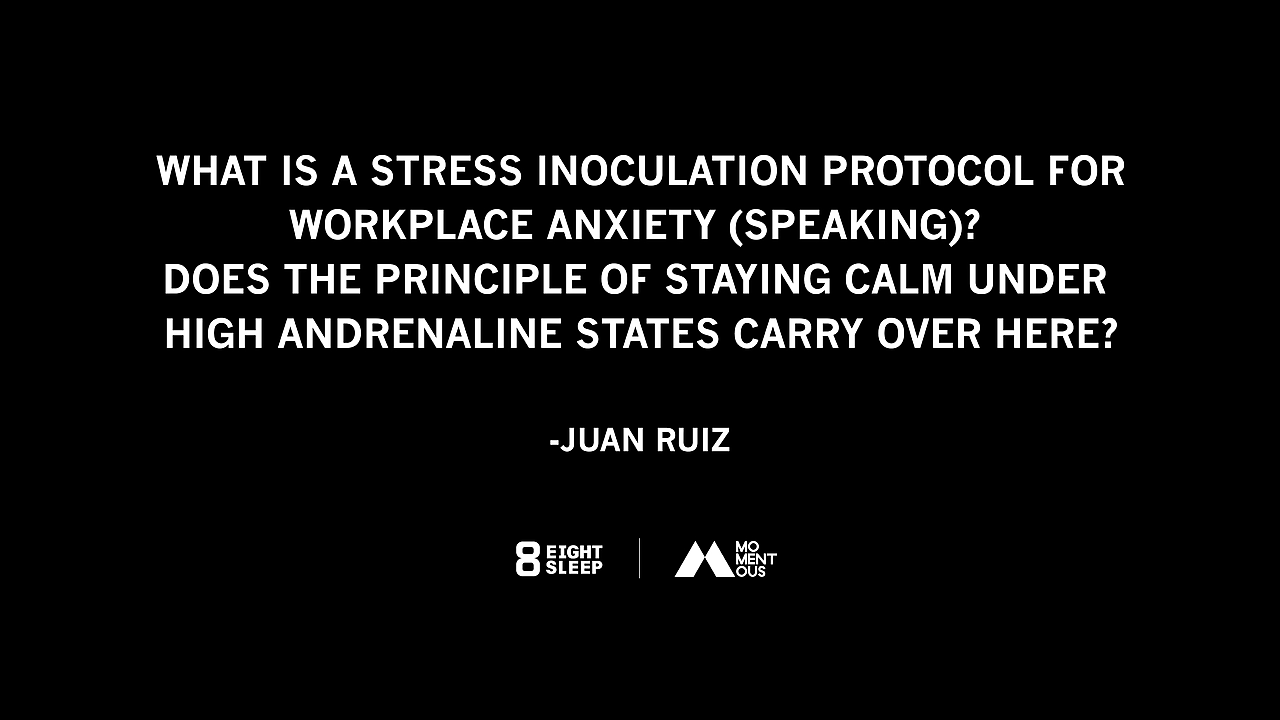 WHAT IS A STRESS INOCULATION PROTOCOL FOR
WORKPLACE ANXIETY (SPEAKING)?
DOES THE PRINCIPLE OF STAYING CALM UNDER
HIGH ANDRENALINE STATES CARRY OVER HERE?
-JUAN RUIZ
8 EIGHT
SLEEP
MO
MENT
OUS